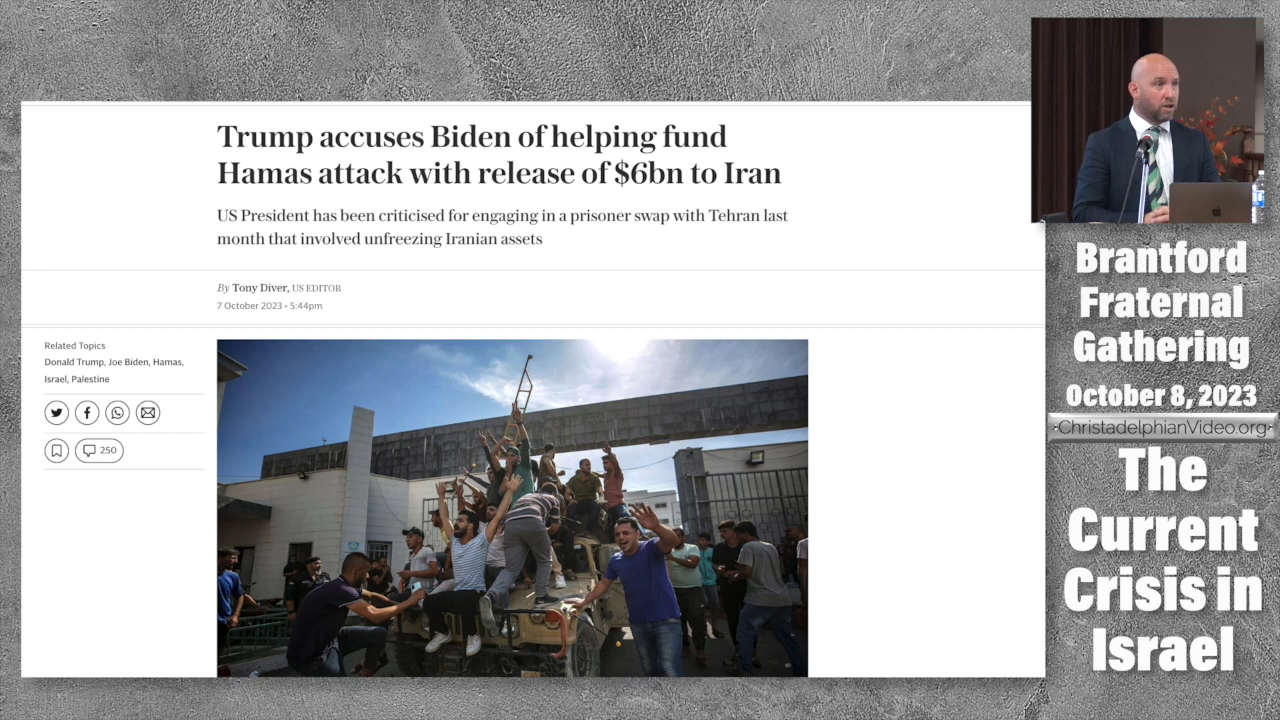 Trump accuses Biden of helping fund
Hamas attack with release of $6bn to Iran
US President has been criticised for engaging in a prisoner swap with Tehran last
month that involved unfreezing Iranian assets
By Tony Diver, US EDITOR
7 October 2023 • 5:44pm
Related Topics
Donald Trump, Joe Biden, Hamas,
Israel, Palestine
250
Brantford
Fraternal
Gathering
October 8, 2023
ChristadelphianVideo.org
The
Current
Crisis in
Israel